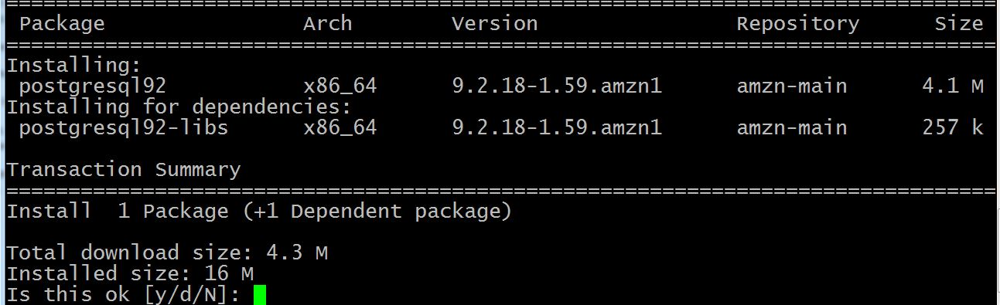 ================================================================================
Package Arch Version Repository Size
================================================================================
Installing:
postgresql92 x86_64 9.2.18-1.59.amzn1 amzn-main 4.1 M
Installing for dependencies:
postgresql92-libs x86_64 9.2.18-1.59.amzn1 amzn-main 257 k
Transaction Summary
================================================================================
Install 1 Package (+1 Dependent package)
Total download size: 4.3 M
Installed size: 16 M
Is this ok [y/d/N]: